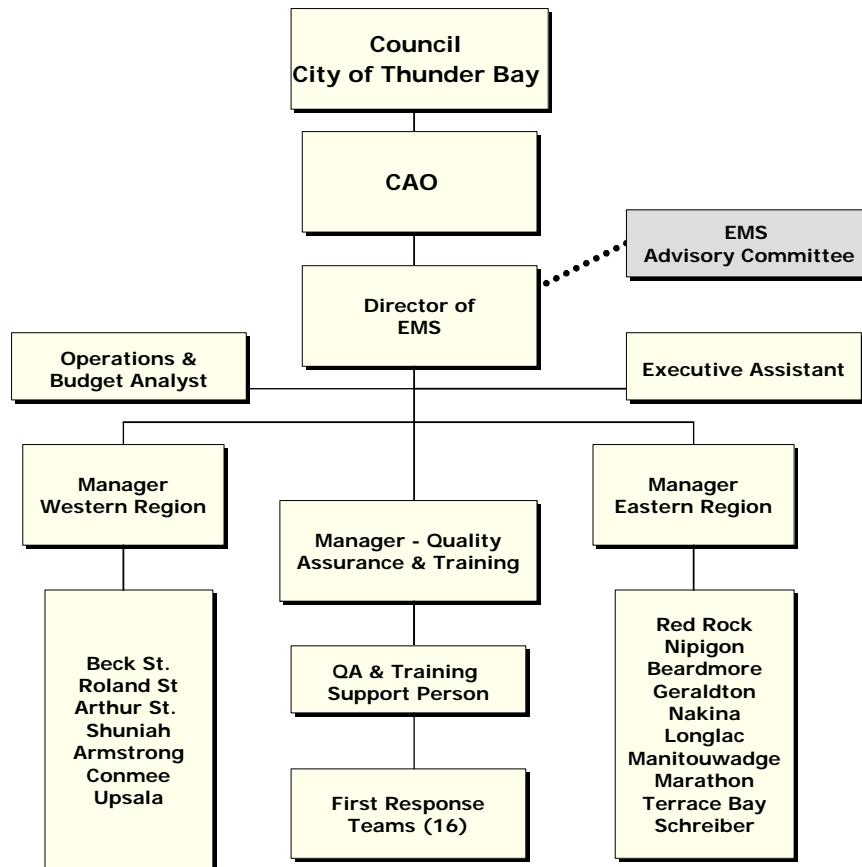 Council
City of Thunder Bay
CAO
EMS
Advisory Committee
Director of
EMS
Operations &
Budget Analyst
Executive Assistant
Manager
Western Region
Manager - Quality
Assurance & Training
Manager
Eastern Region
Beck St.
Roland St
Arthur St.
Shuniah
Armstrong
Conmee
Upsala
QA & Training
Support Person
First Response
Teams (16)
Red Rock
Nipigon
Beardmore
Geraldton
Nakina
Longlac
Manitouwadge
Marathon
Terrace Bay
Schreiber